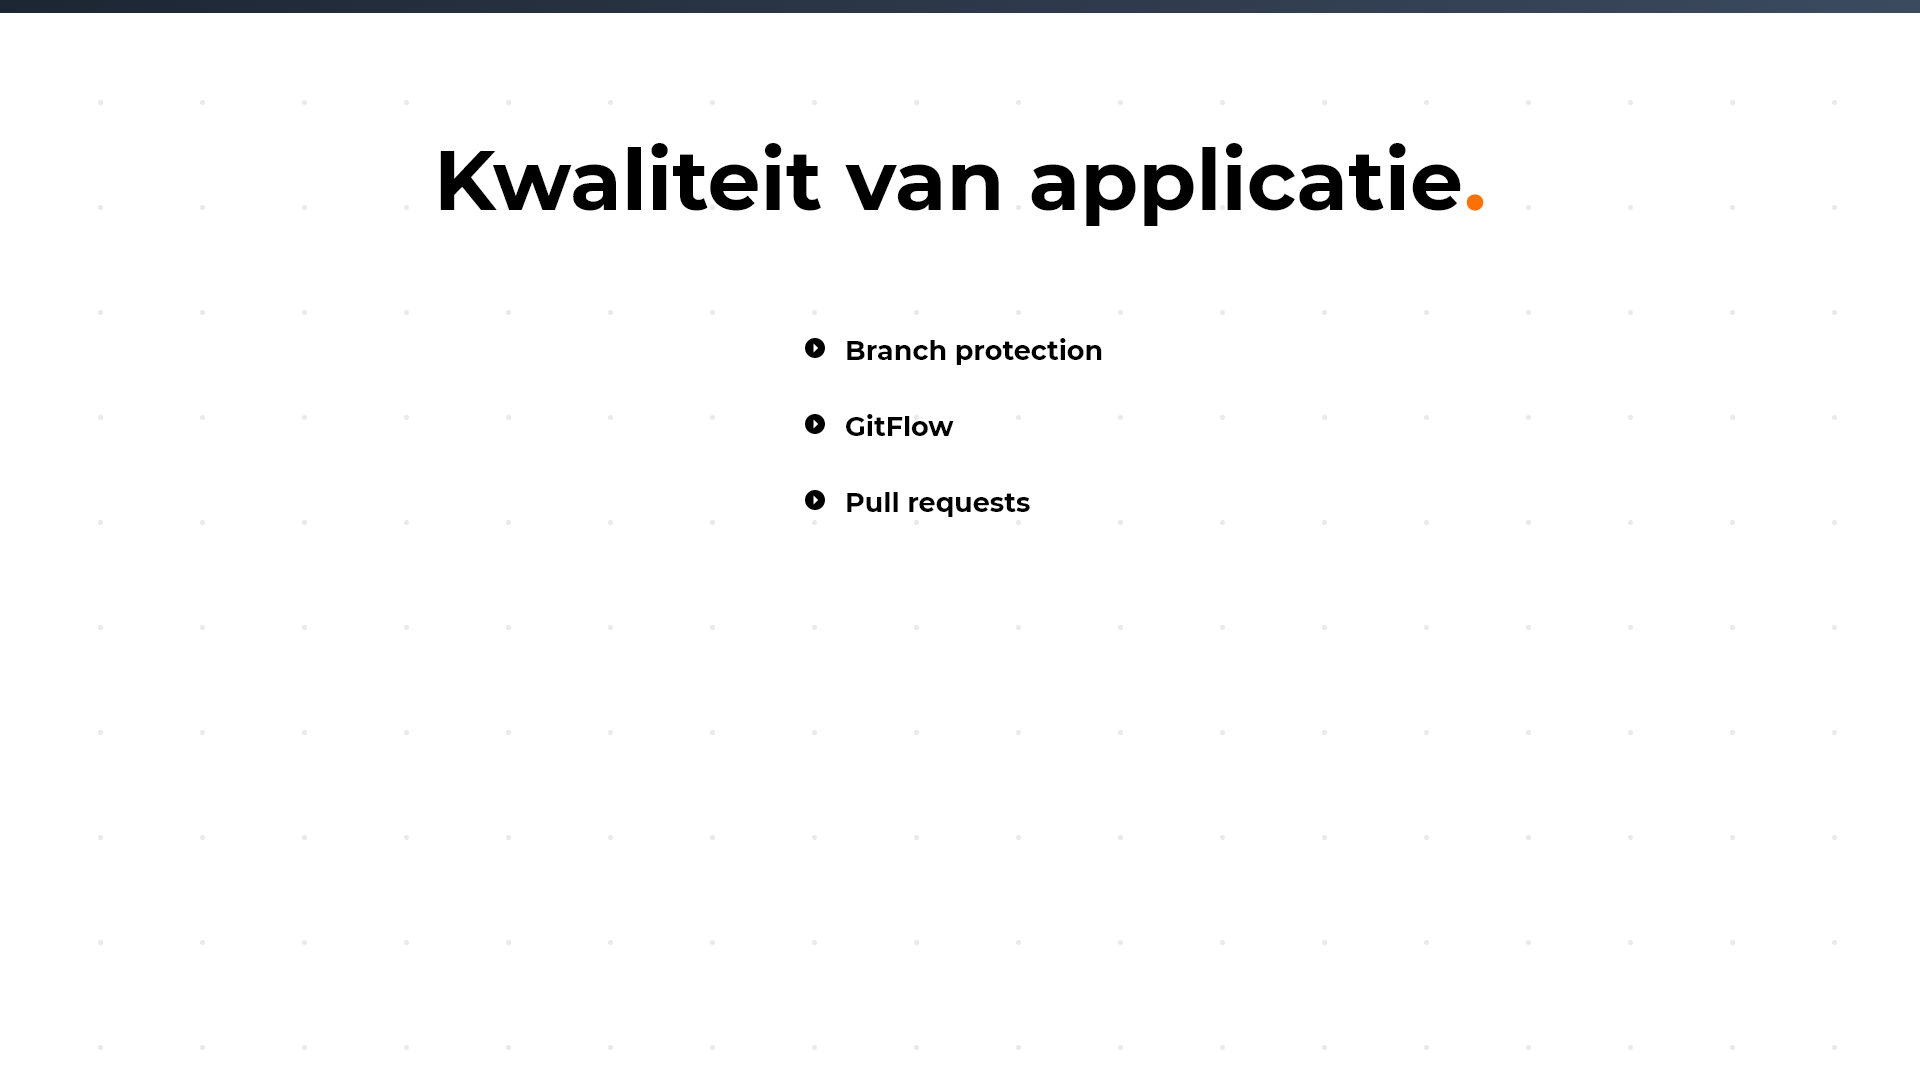 Kwaliteit van applicatie.
Branch protection
GitFlow
Pull requests